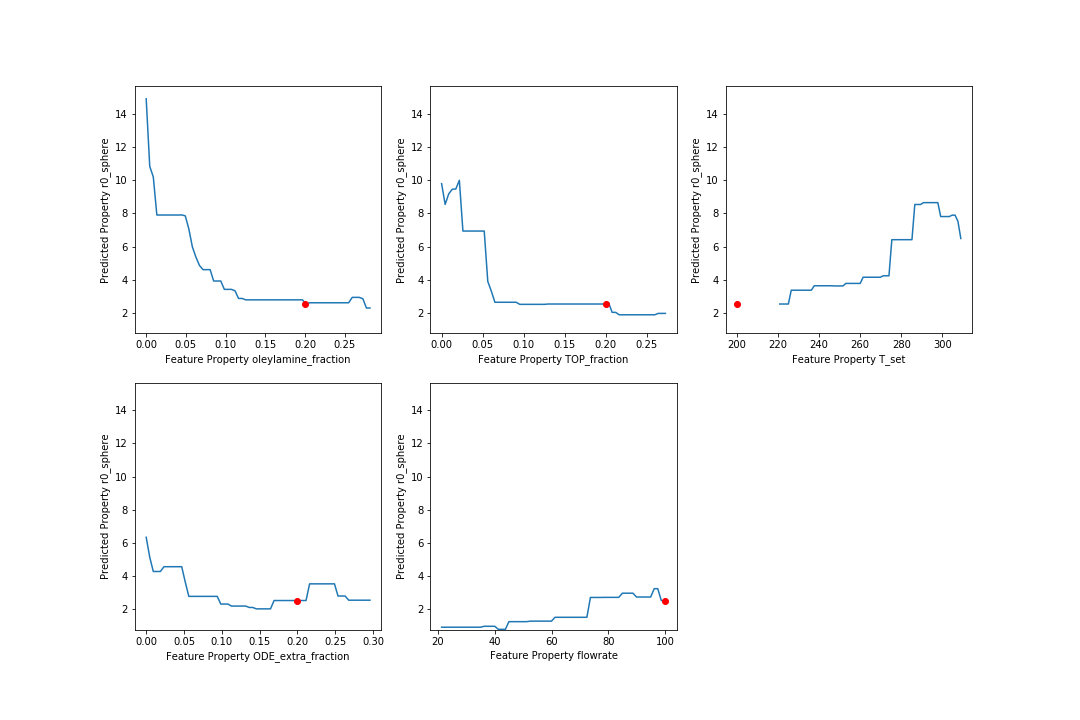 Predicted Property r0_sphere
14
12
10
8
6
4
2
0.00 0.05 0.10 0.15 0.20 0.25
Feature Property oleylamine_fraction
Predicted Property r0_sphere
14
12
10
8
6
4
2
0.00 0.05 0.10 0.15 0.20 0.25
Feature Property TOP_fraction
Predicted Property r0_sphere
14
12
10
8
6
4
2
200 220 240 260 280 300
Feature Property T_set
Predicted Property r0_sphere
14
12
10
8
6
4
2
0.00 0.05 0.10 0.15 0.20 0.25 0.30
Feature Property ODE_extra_fraction
Predicted Property r0_sphere
14
12
10
8
6
4
2
20 40 60 80 100
Feature Property flowrate